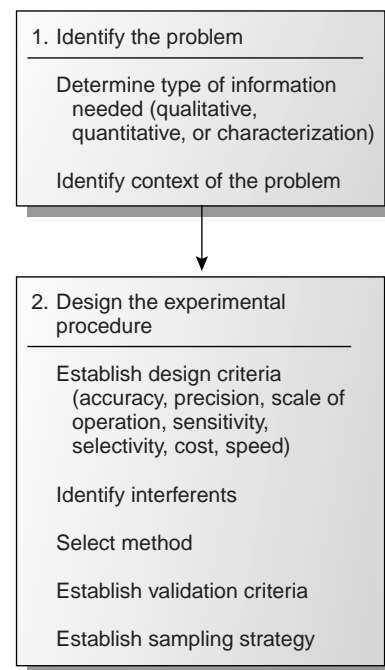 1. Identify the problem
Determine type of information
needed (qualitative,
quantitative, or characterization)
Identify context of the problem
2. Design the experimental
procedure
Establish design criteria
(accuracy, precision, scale of
operation, sensitivity,
selectivity, cost, speed)
Identify interferents
Select method
Establish validation criteria
Establish sampling strategy